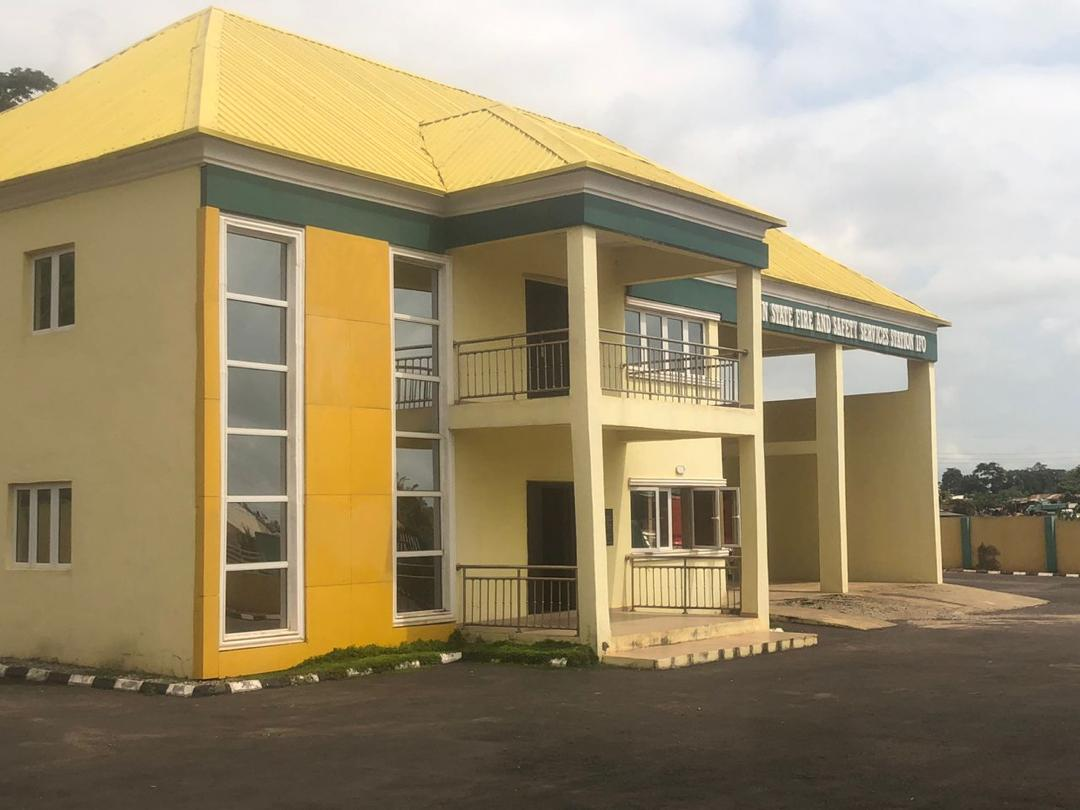 N STATE FIRE AND SAFETY SERVICES STATION IFO